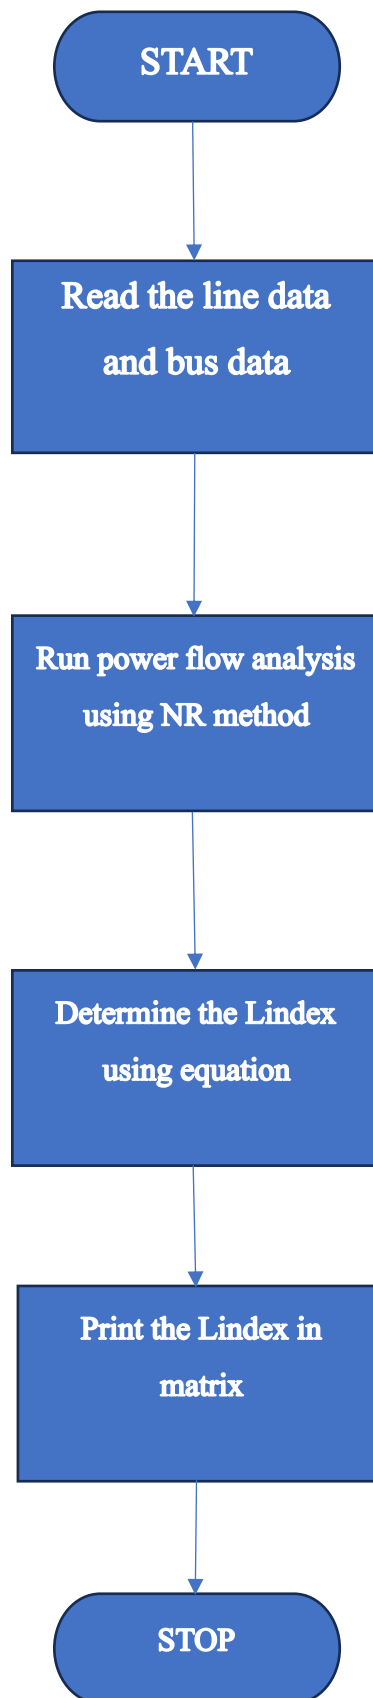 START
Read the line data
and bus data
Run power flow analysis
using NR method
Determine the Lindex
using equation
Print the Lindex in
matrix
STOP